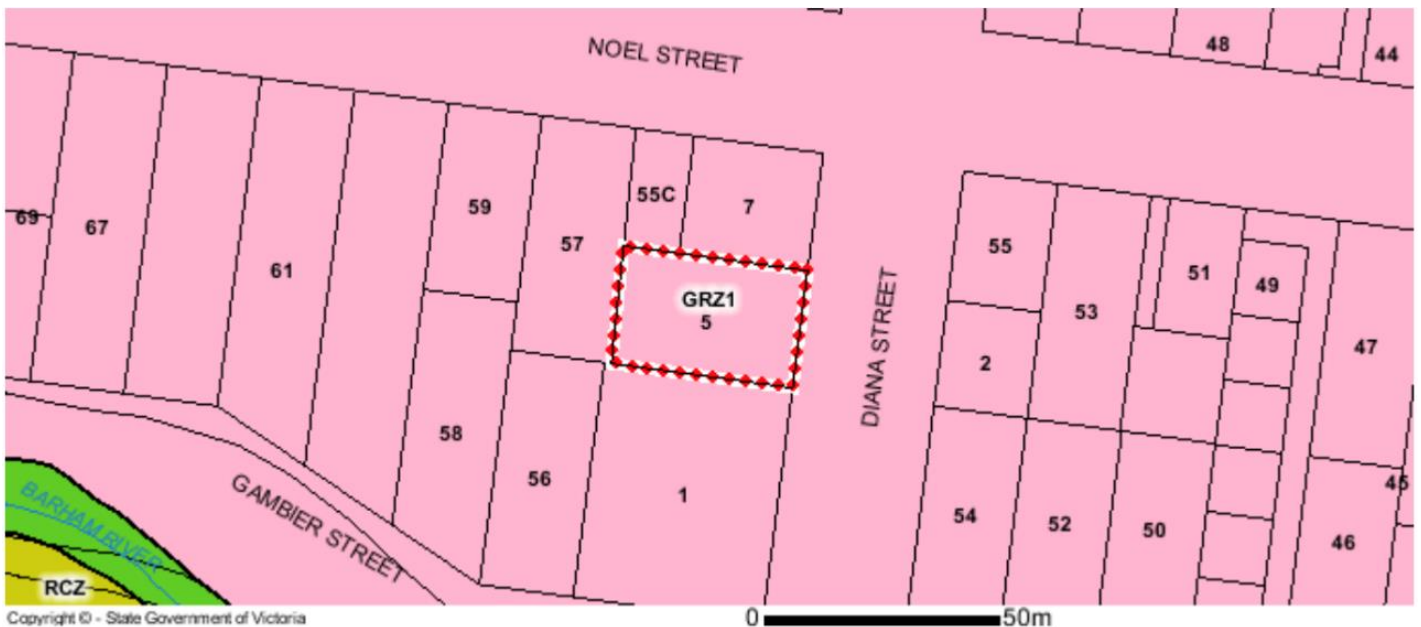 48
44
NOEL STREET
59
55C
7
69
67
57
61
55
51
49
GRZ1
5
53
47
2
DIANA STREET
58
56
1
54
52
50
45
46
GAMBIER STREET
BARHAM RIVER
RCZ
Copyright © - State Government of Victoria
0 50m